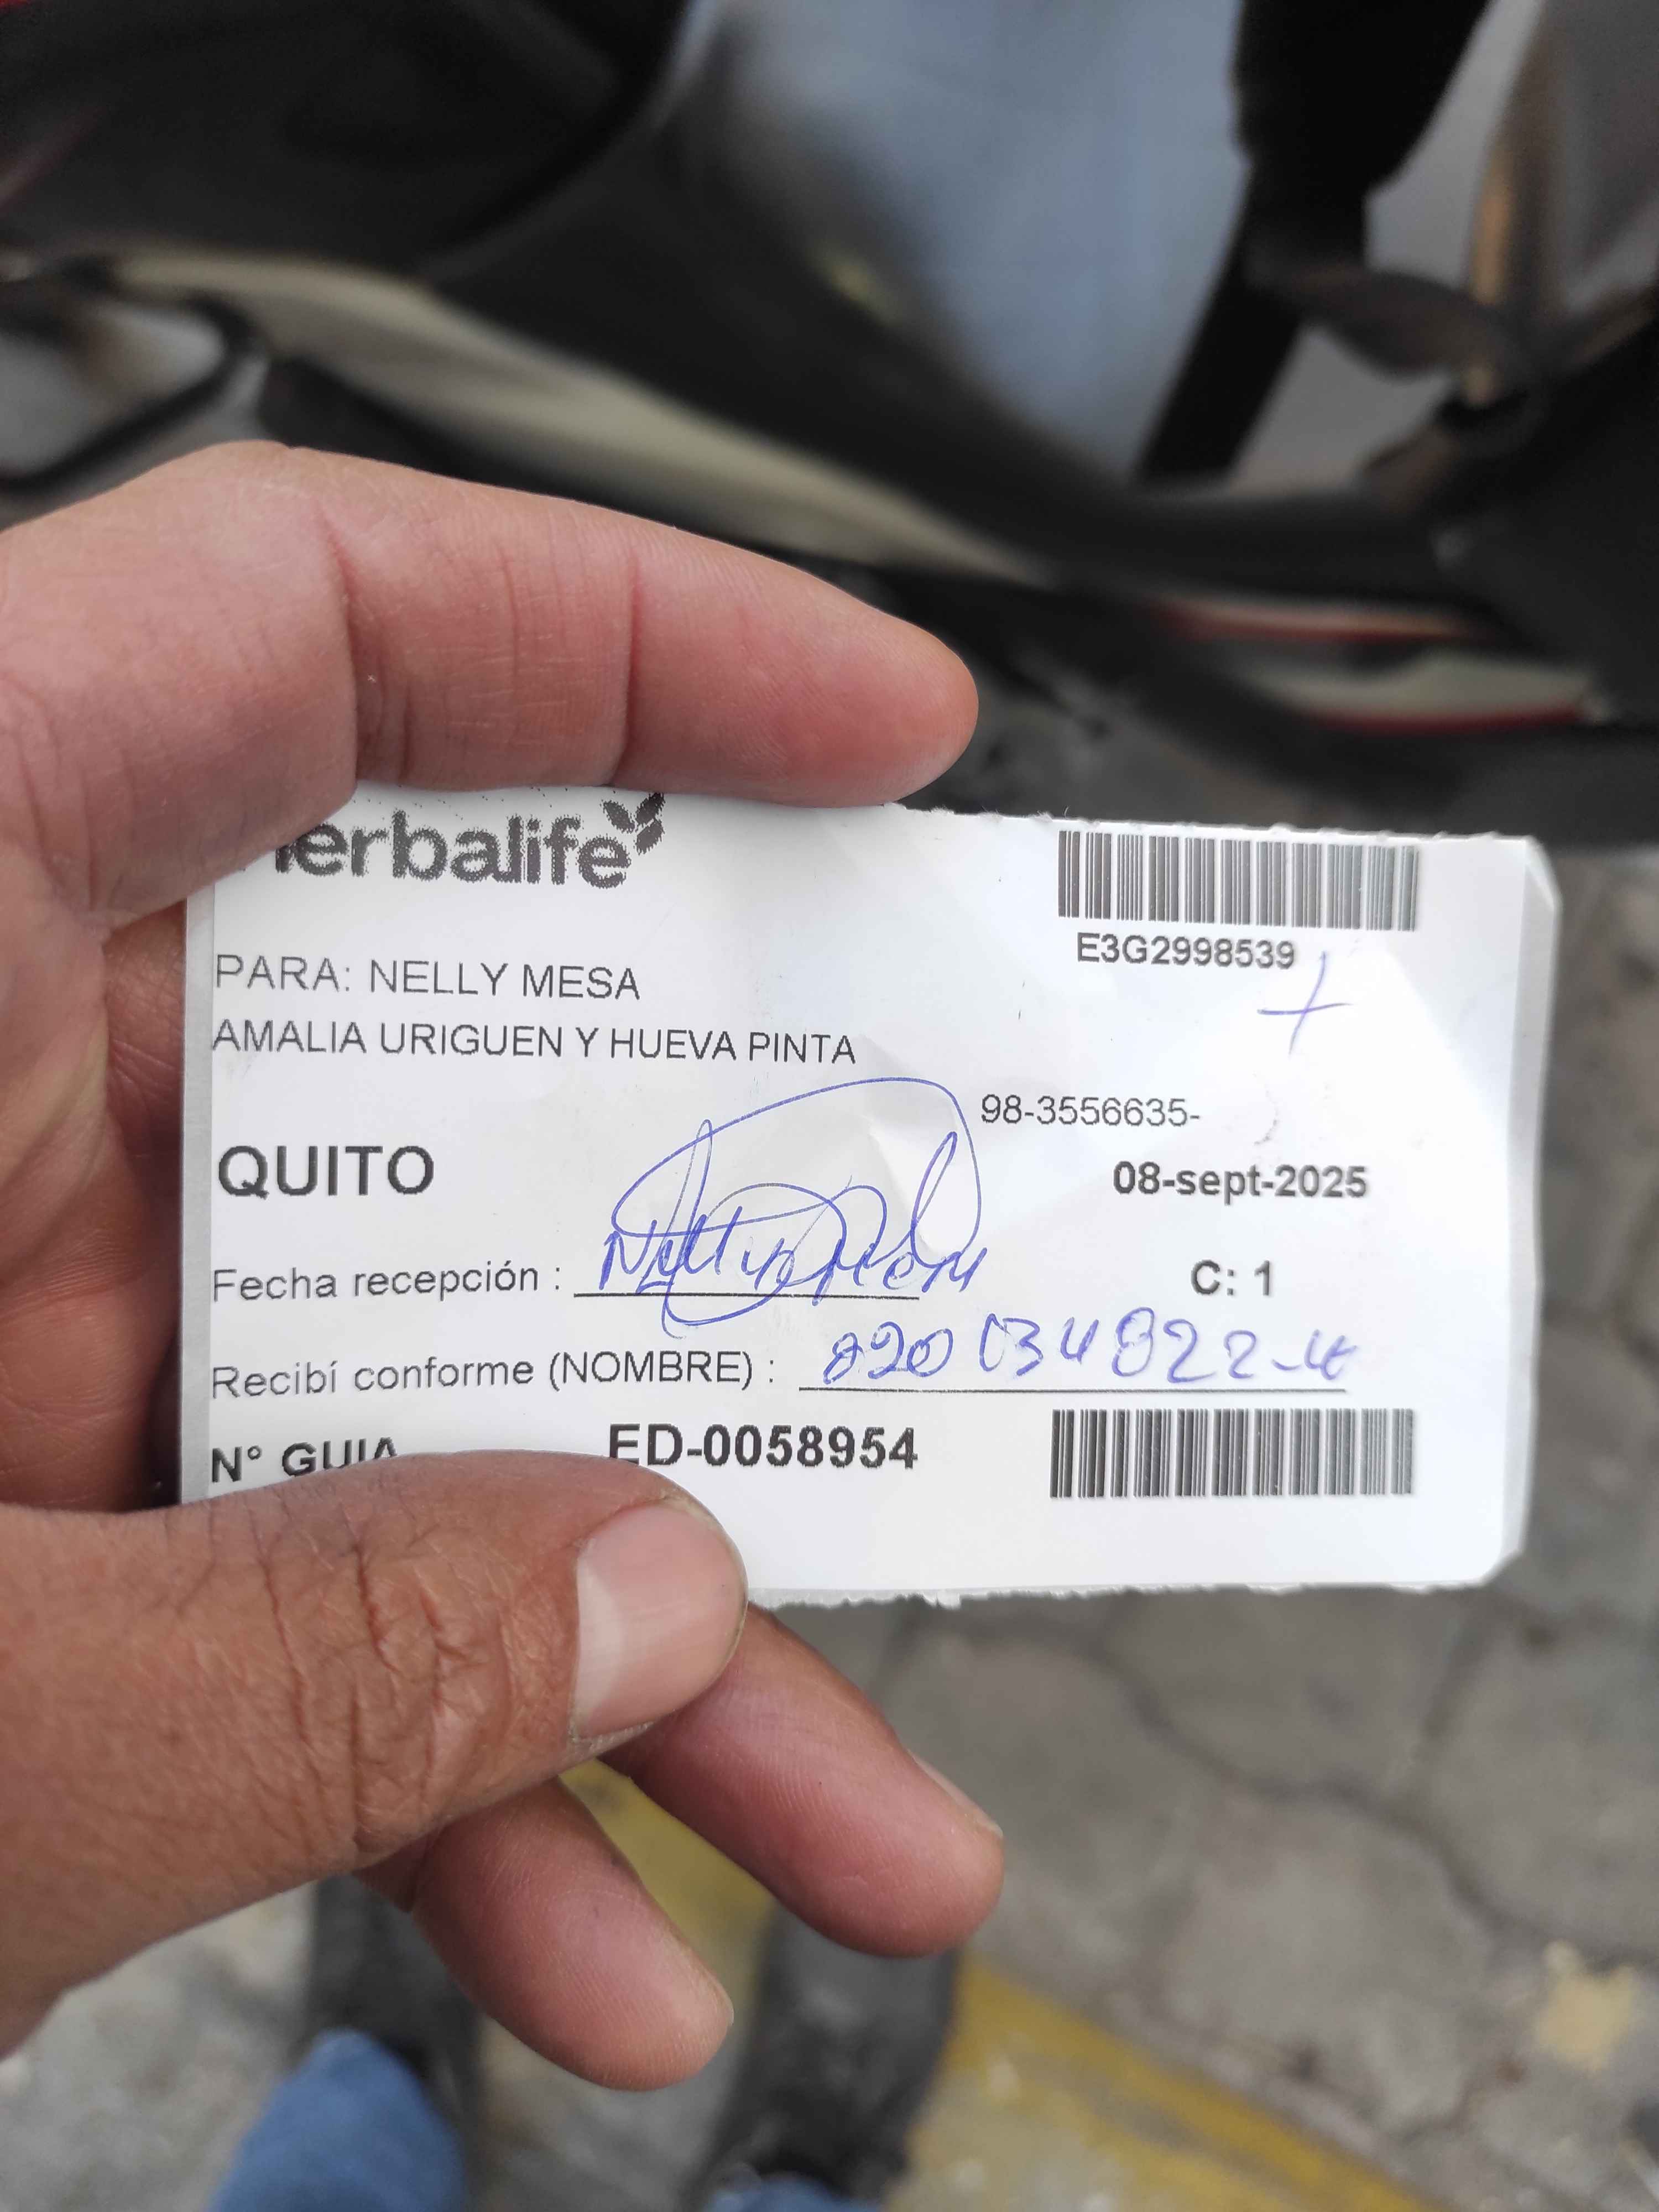 herbalife
E3G2998539
PARA: NELLY MESA
AMALIA URIGUEN Y HUEVA PINTA
98-3556635-
QUITO
08-sept-2025
Fecha recepción :
C: 1
Recibí conforme (NOMBRE) :
N° GUIA ED-0058954